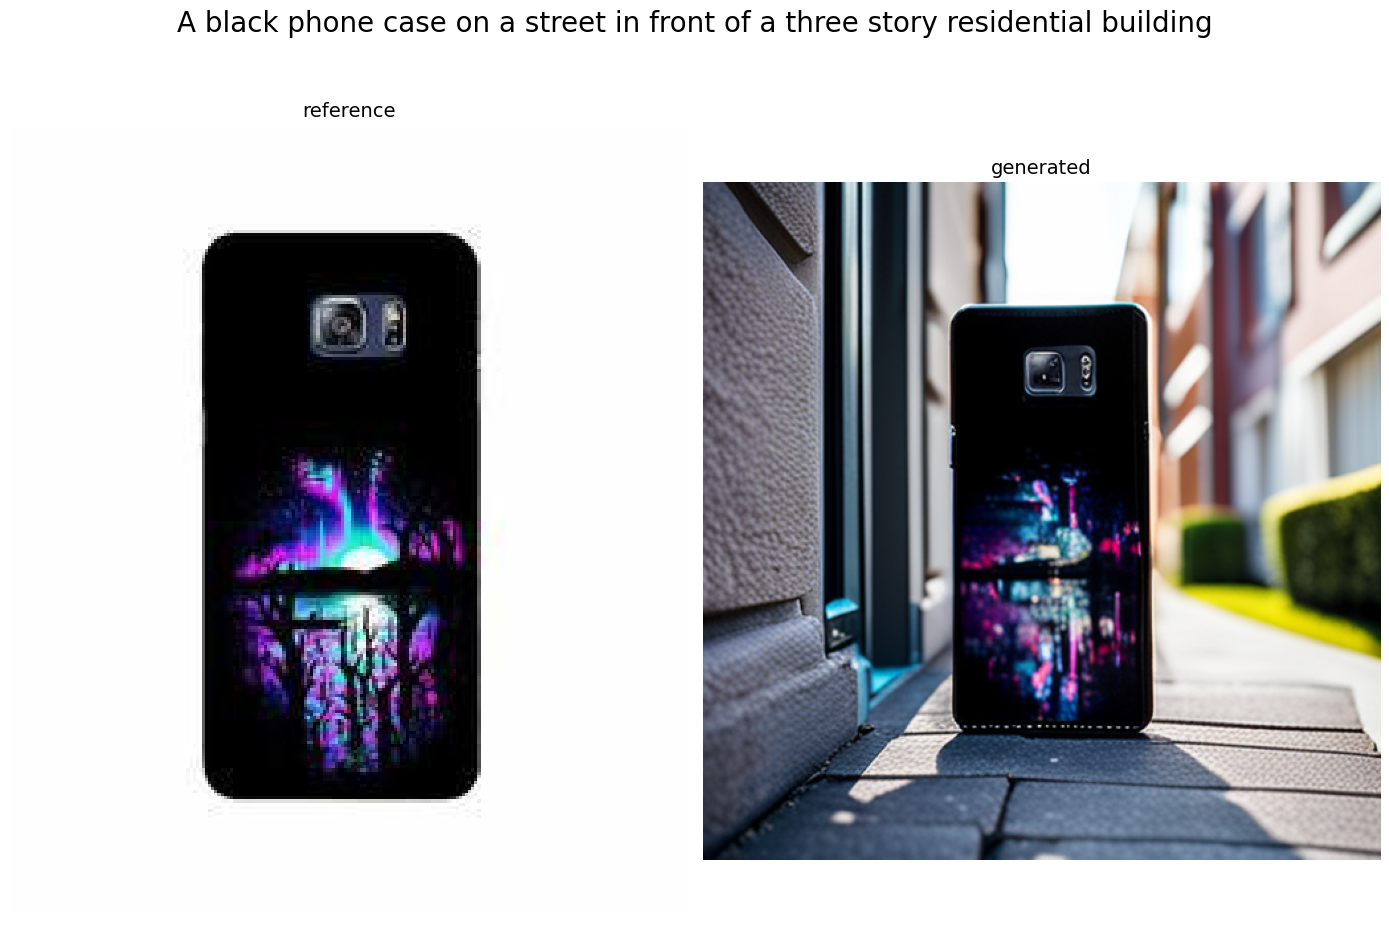 A black phone case on a street in front of a three story residential building
reference
generated